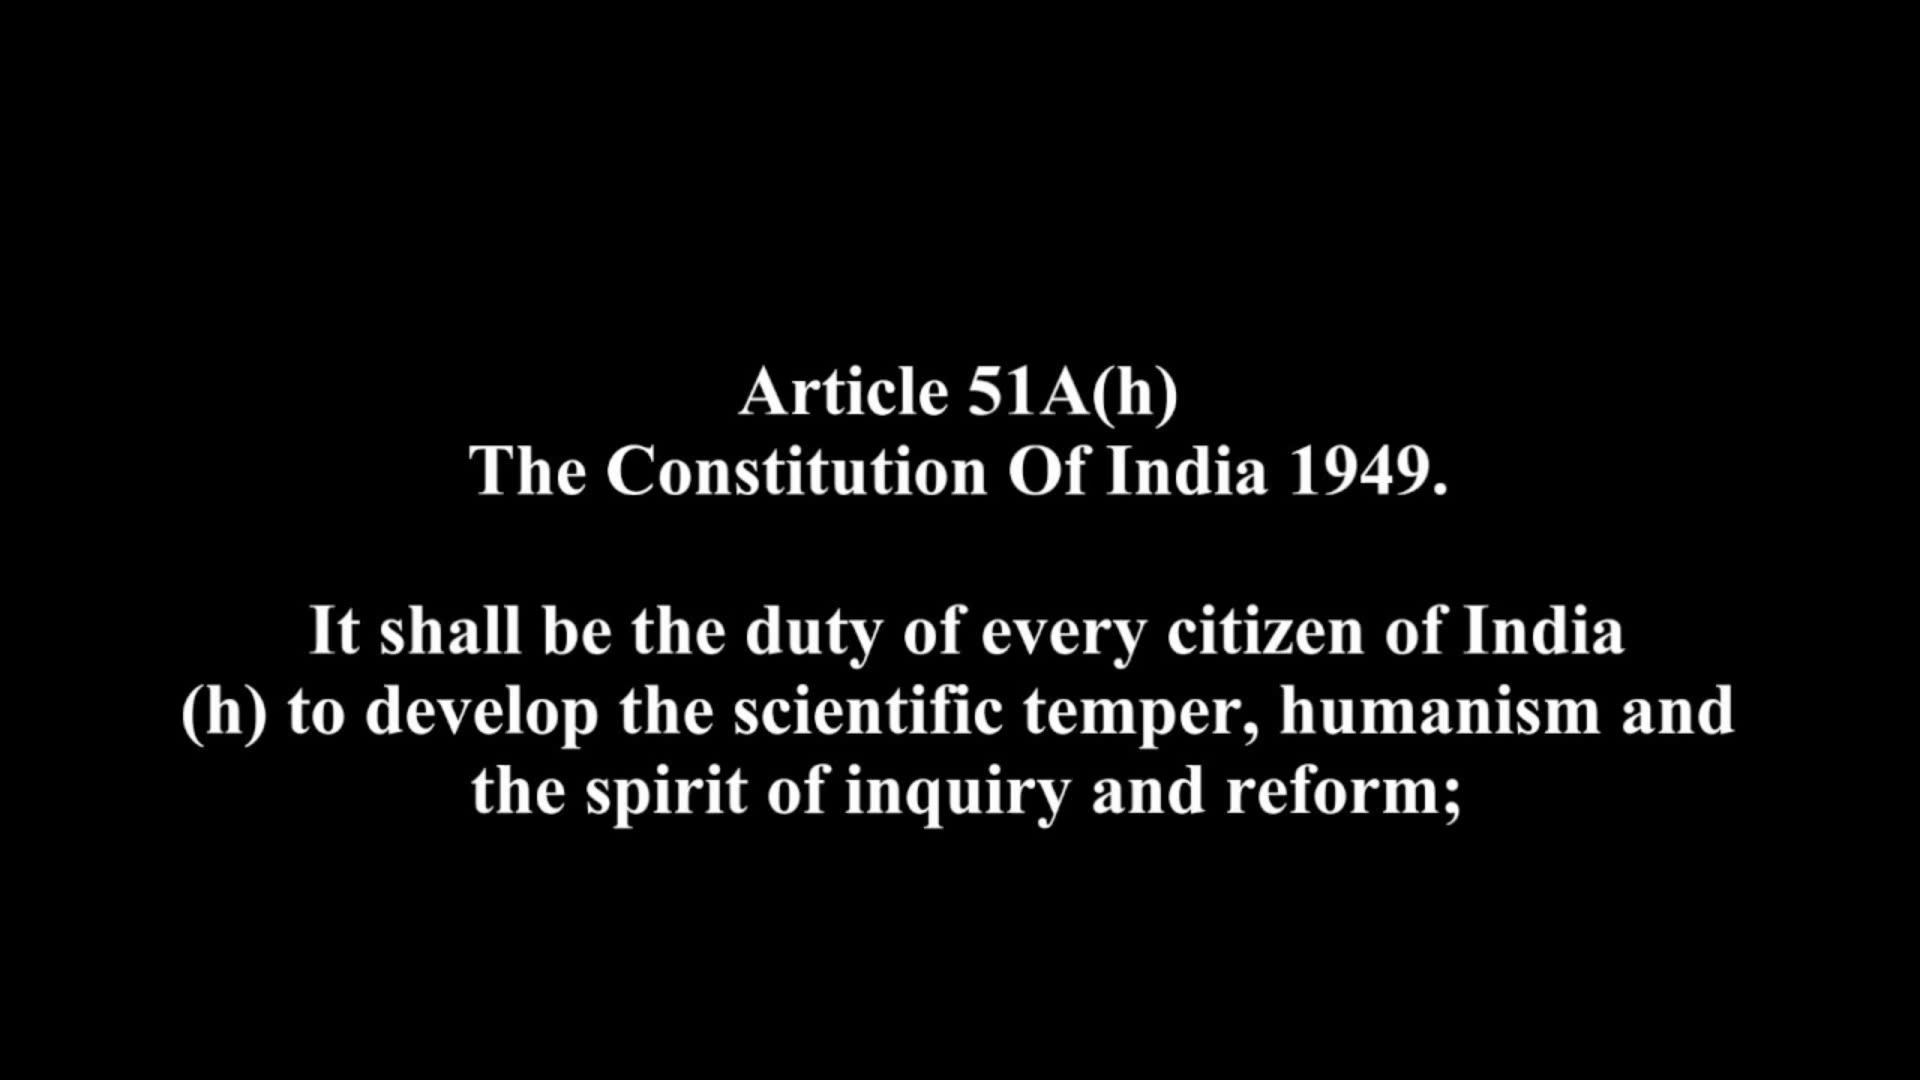 Article 51A(h)
The Constitution Of India 1949.
It shall be the duty of every citizen of India
(h) to develop the scientific temper, humanism and
the spirit of inquiry and reform;